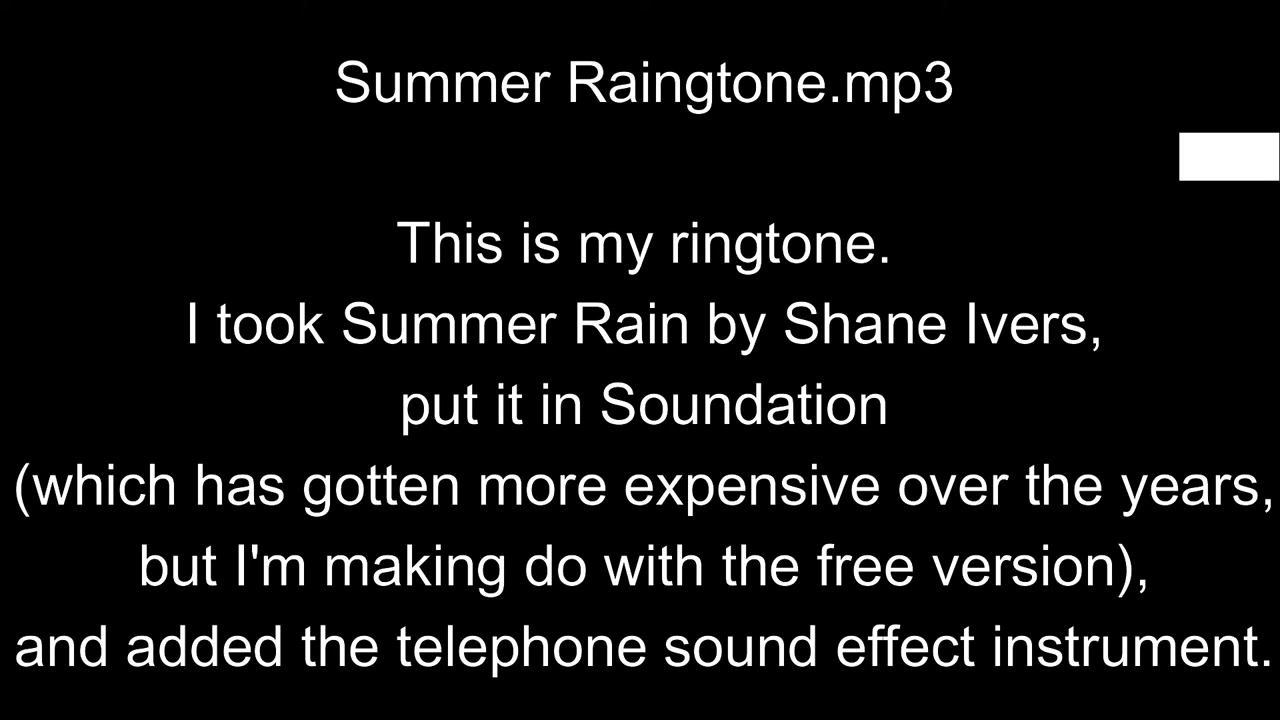 Summer Raingtone.mp3
This is my ringtone.
I took Summer Rain by Shane Ivers,
put it in Soundation
(which has gotten more expensive over the years,
but I'm making do with the free version),
and added the telephone sound effect instrument.